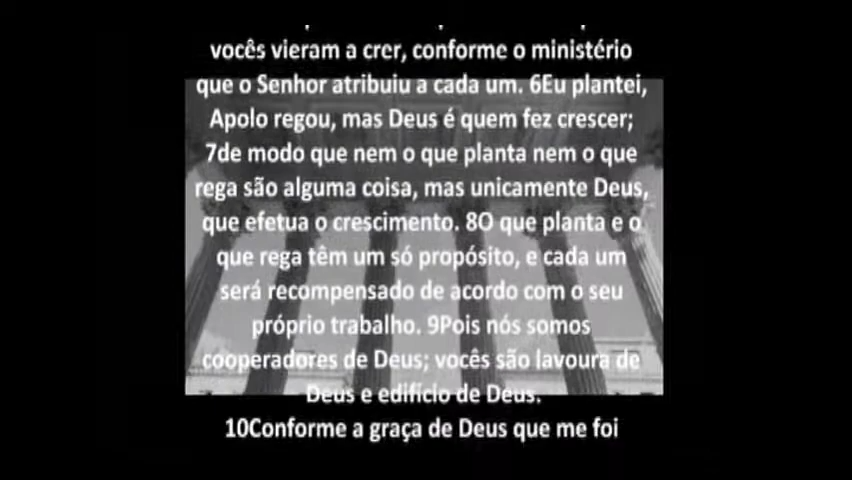 vocês vieram a crer, conforme o ministério
que o Senhor atribuiu a cada um. 6Eu plantei,
Apolo regou, mas Deus é quem fez crescer;
7de modo que nem o que planta nem o que
rega são alguma coisa, mas unicamente Deus,
que efetua o crescimento. 8O que planta e o
que rega têm um só propósito, e cada um
será recompensado de acordo com o seu
próprio trabalho. 9Pois nós somos
cooperadores de Deus; vocês são lavoura de
Deus e edifício de Deus.
10Conforme a graça de Deus que me foi